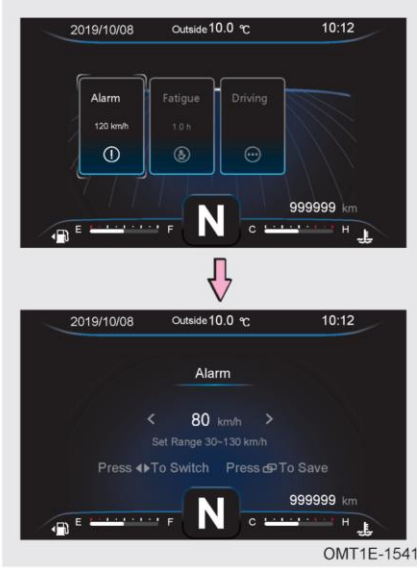 2019/10/08 Outside 10.0 ℃ 10:12
Alarm Fatigue Driving
120 km/h 1.0 h
999999 km
E F N C H
2019/10/08 Outside 10.0 ℃ 10:12
Alarm
< 80 km/h >
Set Range 30~130 km/h
Press ◀▶To Switch Press To Save
999999 km
E F N C H
OMT1E-1541